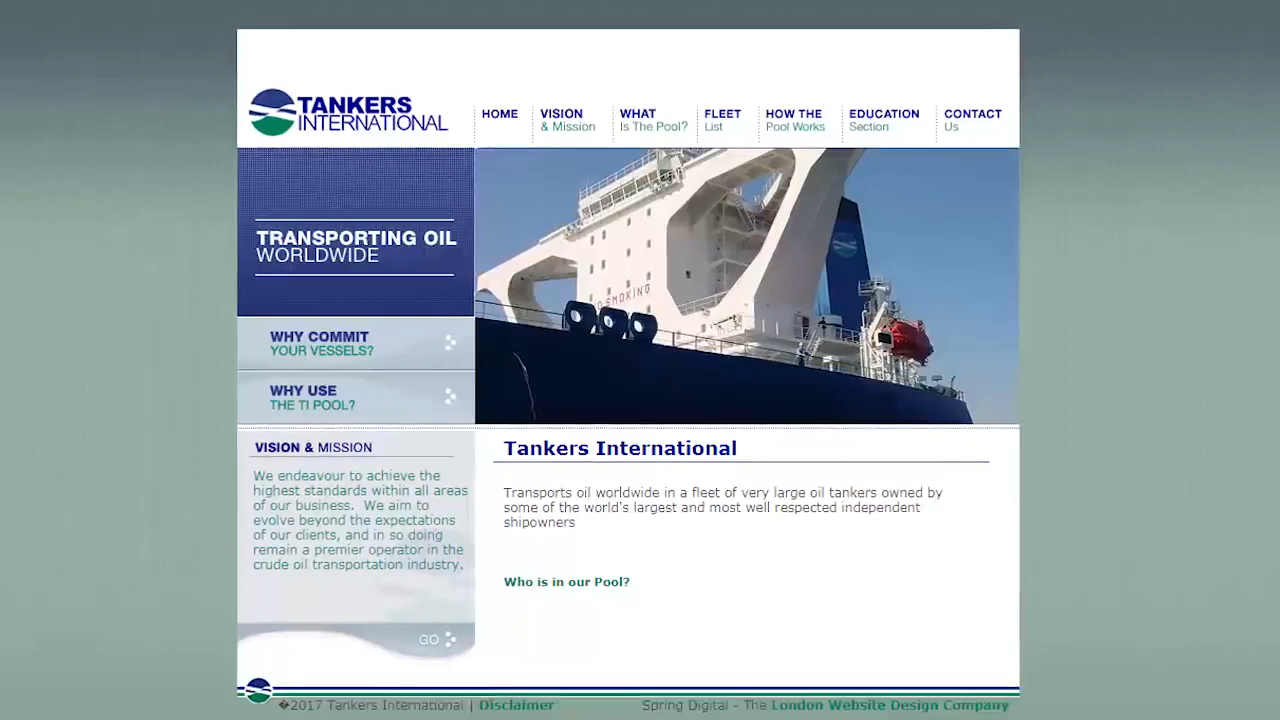 TANKERS
INTERNATIONAL
HOME
VISION
& Mission
WHAT
Is The Pool?
FLEET
List
HOW THE
Pool Works
EDUCATION
Section
CONTACT
Us
TRANSPORTING OIL
WORLDWIDE
SMOKING
WHY COMMIT
YOUR VESSELS?
WHY USE
THE TI POOL?
VISION & MISSION
We endeavour to achieve the
highest standards within all areas
of our business.  We aim to
evolve beyond the expectations
of our clients, and in so doing
remain a premier operator in the
crude oil transportation industry.
GO
Tankers International
Transports oil worldwide in a fleet of very large oil tankers owned by
some of the world's largest and most well respected independent
shipowners
Who is in our Pool?
�2017 Tankers International | Disclaimer
Spring Digital - The London Website Design Company